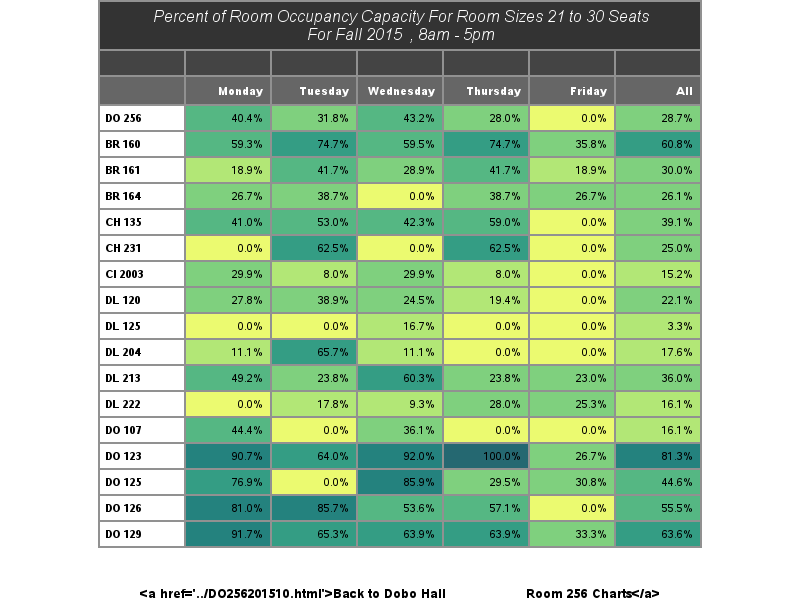 Percent of Room Occupancy Capacity For Room Sizes 21 to 30 Seats
For Fall 2015 , 8am - 5pm
Monday Tuesday Wednesday Thursday Friday All
DO 256 40.4% 31.8% 43.2% 28.0% 0.0% 28.7%
BR 160 59.3% 74.7% 59.5% 74.7% 35.8% 60.8%
BR 161 18.9% 41.7% 28.9% 41.7% 18.9% 30.0%
BR 164 26.7% 38.7% 0.0% 38.7% 26.7% 26.1%
CH 135 41.0% 53.0% 42.3% 59.0% 0.0% 39.1%
CH 231 0.0% 62.5% 0.0% 62.5% 0.0% 25.0%
CI 2003 29.9% 8.0% 29.9% 8.0% 0.0% 15.2%
DL 120 27.8% 38.9% 24.5% 19.4% 0.0% 22.1%
DL 125 0.0% 0.0% 16.7% 0.0% 0.0% 3.3%
DL 204 11.1% 65.7% 11.1% 0.0% 0.0% 17.6%
DL 213 49.2% 23.8% 60.3% 23.8% 23.0% 36.0%
DL 222 0.0% 17.8% 9.3% 28.0% 25.3% 16.1%
DO 107 44.4% 0.0% 36.1% 0.0% 0.0% 16.1%
DO 123 90.7% 64.0% 92.0% 100.0% 26.7% 81.3%
DO 125 76.9% 0.0% 85.9% 29.5% 30.8% 44.6%
DO 126 81.0% 85.7% 53.6% 57.1% 0.0% 55.5%
DO 129 91.7% 65.3% 63.9% 63.9% 33.3% 63.6%
<a href='../DO256201510.html'>Back to Dobo Hall Room 256 Charts</a>